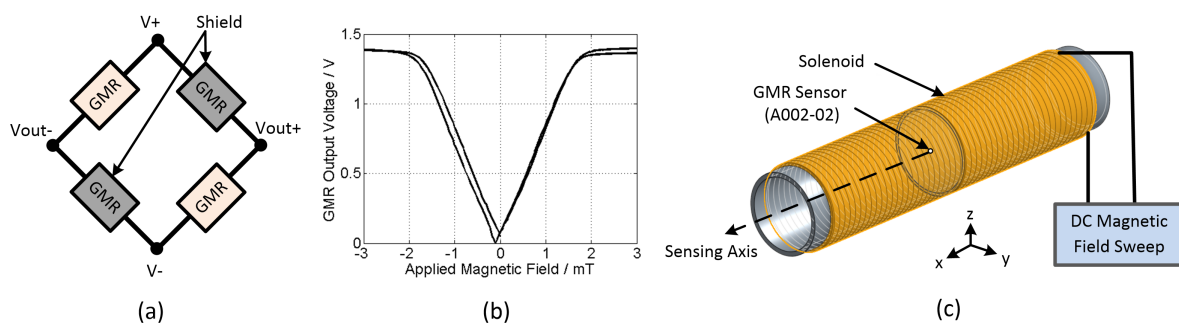 V+
Shield
GMR
GMR
Vout-
Vout+
GMR
GMR
V-
(a)
GMR Output Voltage / V
1.5
1
0.5
0
-3 -2 -1 0 1 2 3
Applied Magnetic Field / mT
(b)
Solenoid
GMR Sensor
(A002-02)
Sensing Axis
z
x
y
DC Magnetic
Field Sweep
(c)